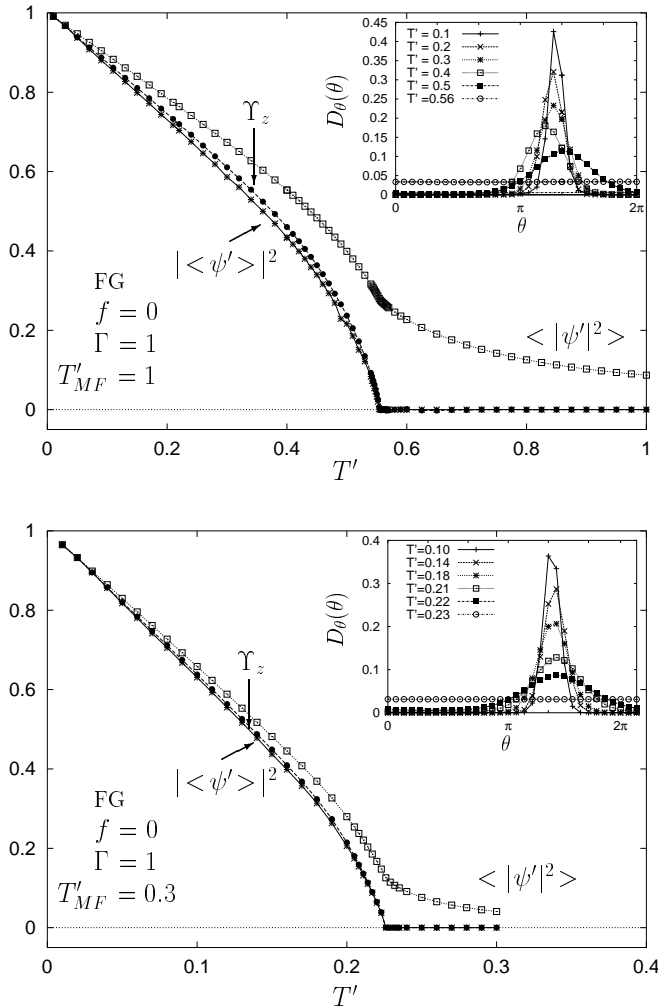 1
0.8
0.6
0.4
0.2
0
0
0.2
0.4
0.6
0.8
1
T′
Υz
|<ψ′>|²
<|ψ′|²>
FG
f = 0
Γ = 1
T′MF = 1
0.45
0.4
0.35
0.3
0.25
0.2
0.15
0.1
0.05
0
Dθ(θ)
T' = 0.1
T' = 0.2
T' = 0.3
T' = 0.4
T' = 0.5
T' =0.56
0
π
2π
θ
1
0.8
0.6
0.4
0.2
0
0
0.1
0.2
0.3
0.4
T′
Υz
|<ψ′>|²
<|ψ′|²>
FG
f = 0
Γ = 1
T′MF = 0.3
0.4
0.3
0.2
0.1
0
Dθ(θ)
T'=0.10
T'=0.14
T'=0.18
T'=0.21
T'=0.22
T'=0.23
0
π
2π
θ